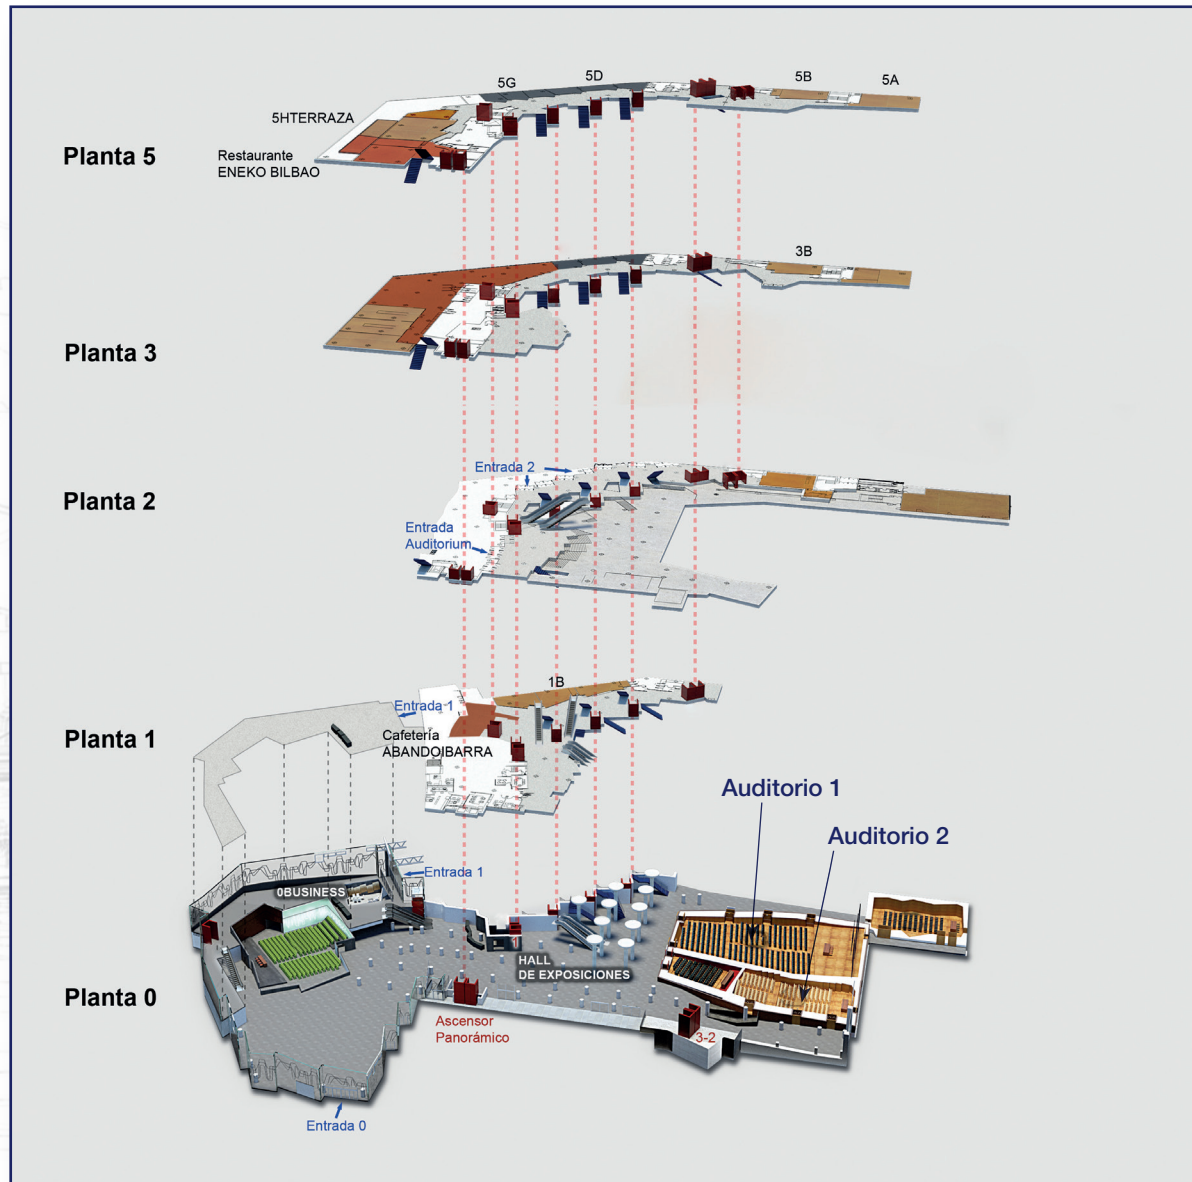 5G
5D
5B
5A
5HTERRAZA
Planta 5
Restaurante
ENEKO BILBAO
3B
Planta 3
Entrada 2
Planta 2
Entrada
Auditorium
1B
Entrada 1
Planta 1
Cafetería
ABANDOIBARRA
Auditorio 1
Auditorio 2
Entrada 1
0BUSINESS
HALL
DE EXPOSICIONES
Planta 0
Ascensor
Panorámico
3-2
Entrada 0